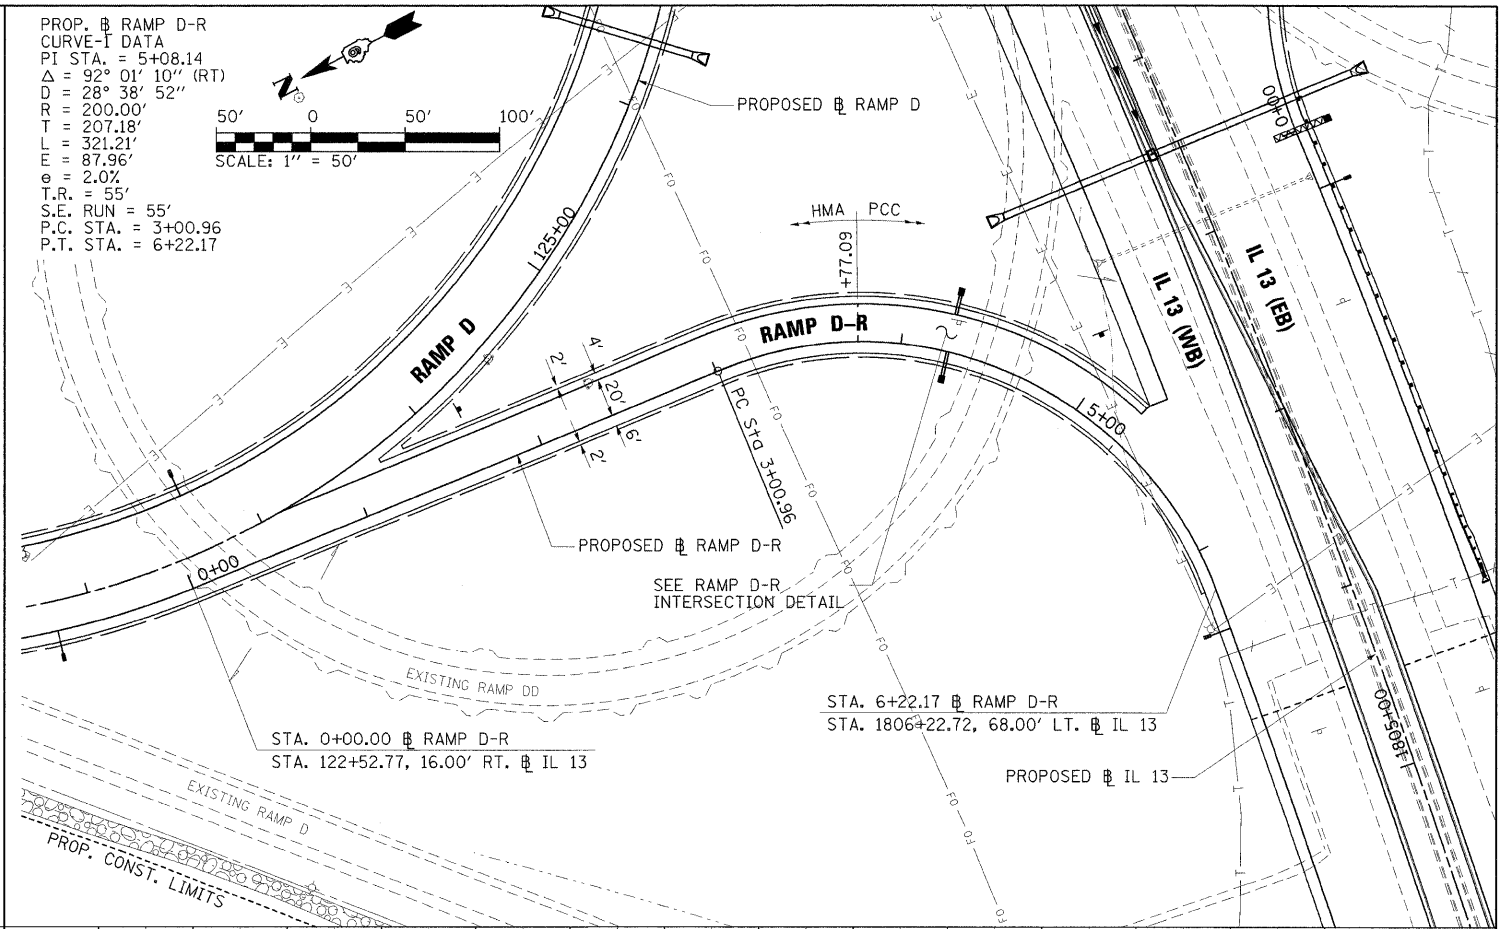 PROP. ℄ RAMP D-R
CURVE-1 DATA
PI STA. = 5+08.14
Δ = 92° 01' 10'' (RT)
D = 28° 38' 52''
R = 200.00'
T = 207.18'
L = 321.21'
E = 87.96'
e = 2.0%
T.R. = 55'
S.E. RUN = 55'
P.C. STA. = 3+00.96
P.T. STA. = 6+22.17
N
50' 0 50' 100'
SCALE: 1'' = 50'
PROPOSED ℄ RAMP D
HMA PCC
+77.09
125+00
RAMP D
RAMP D-R
IL 13 (WB)
IL 13 (EB)
0+00
2'
4'
20'
6'
2'
PC Sta 3+00.96
5+00
0+00
PROPOSED ℄ RAMP D-R
SEE RAMP D-R
INTERSECTION DETAIL
EXISTING RAMP DD
STA. 6+22.17 ℄ RAMP D-R
STA. 1806+22.72, 68.00' LT. ℄ IL 13
STA. 0+00.00 ℄ RAMP D-R
STA. 122+52.77, 16.00' RT. ℄ IL 13
PROPOSED ℄ IL 13
1805+00
EXISTING RAMP D
PROP. CONST. LIMITS